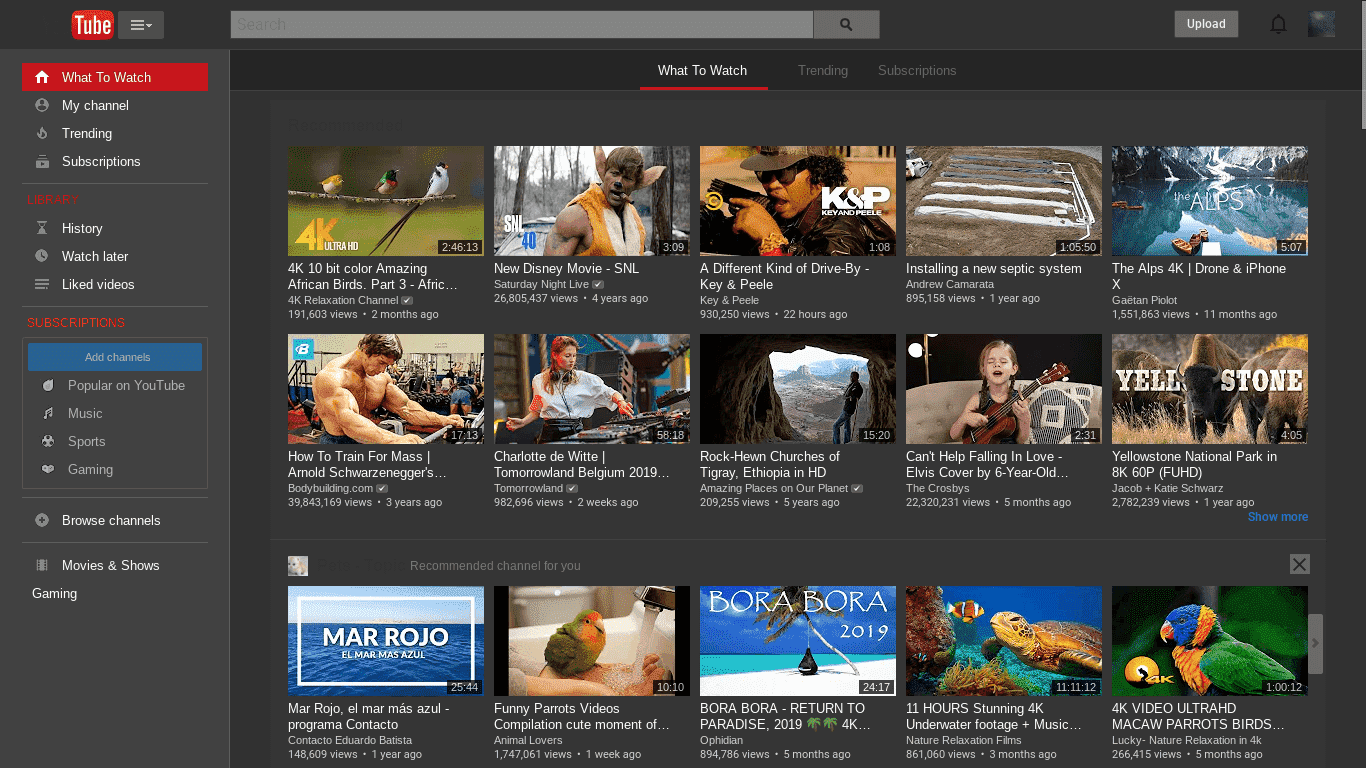 Tube
Search
Upload
What To Watch
Trending
Subscriptions
What To Watch
My channel
Trending
Subscriptions
LIBRARY
History
Watch later
Liked videos
SUBSCRIPTIONS
Add channels
Popular on YouTube
Music
Sports
Gaming
Browse channels
Movies & Shows
Gaming
4K
ULTRA HD
2:46:13
4K 10 bit color Amazing
African Birds. Part 3 - Afric…
4K Relaxation Channel
191,603 views • 2 months ago
SNL
40
3:09
New Disney Movie - SNL
Saturday Night Live
26,805,437 views • 4 years ago
K&P
KEY AND PEELE
1:08
A Different Kind of Drive-By -
Key & Peele
Key & Peele
930,250 views • 22 hours ago
1:05:50
Installing a new septic system
Andrew Camarata
895,158 views • 1 year ago
the
ALPS
5:07
The Alps 4K | Drone & iPhone
X
Gaëtan Piolot
1,551,863 views • 11 months ago
B
17:13
How To Train For Mass |
Arnold Schwarzenegger's...
Bodybuilding.com
39,843,169 views • 3 years ago
58:18
Charlotte de Witte |
Tomorrowland Belgium 2019…
Tomorrowland
982,696 views • 2 weeks ago
15:20
Rock-Hewn Churches of
Tigray, Ethiopia in HD
Amazing Places on Our Planet
209,255 views • 5 years ago
2:31
Can't Help Falling In Love -
Elvis Cover by 6-Year-Old…
The Crosbys
22,320,231 views • 5 months ago
YELLOWSTONE
4:05
Yellowstone National Park in
8K 60P (FUHD)
Jacob + Katie Schwarz
2,782,239 views • 1 year ago
Show more
Recommended channel for you
MAR ROJO
EL MAR MAS AZUL
25:44
Mar Rojo, el mar más azul -
programa Contacto
Contacto Eduardo Batista
148,609 views • 1 year ago
10:10
Funny Parrots Videos
Compilation cute moment of…
Animal Lovers
1,747,061 views • 1 week ago
BORA BORA
2019
24:17
BORA BORA - RETURN TO
PARADISE, 2019 🌴🌴 4K…
Ophidian
894,786 views • 5 months ago
11:11:12
11 HOURS Stunning 4K
Underwater footage + Music…
Nature Relaxation Films
861,060 views • 3 months ago
4K
1:00:12
4K VIDEO ULTRAHD
MACAW PARROTS BIRDS…
Lucky- Nature Relaxation in 4k
266,415 views • 5 months ago